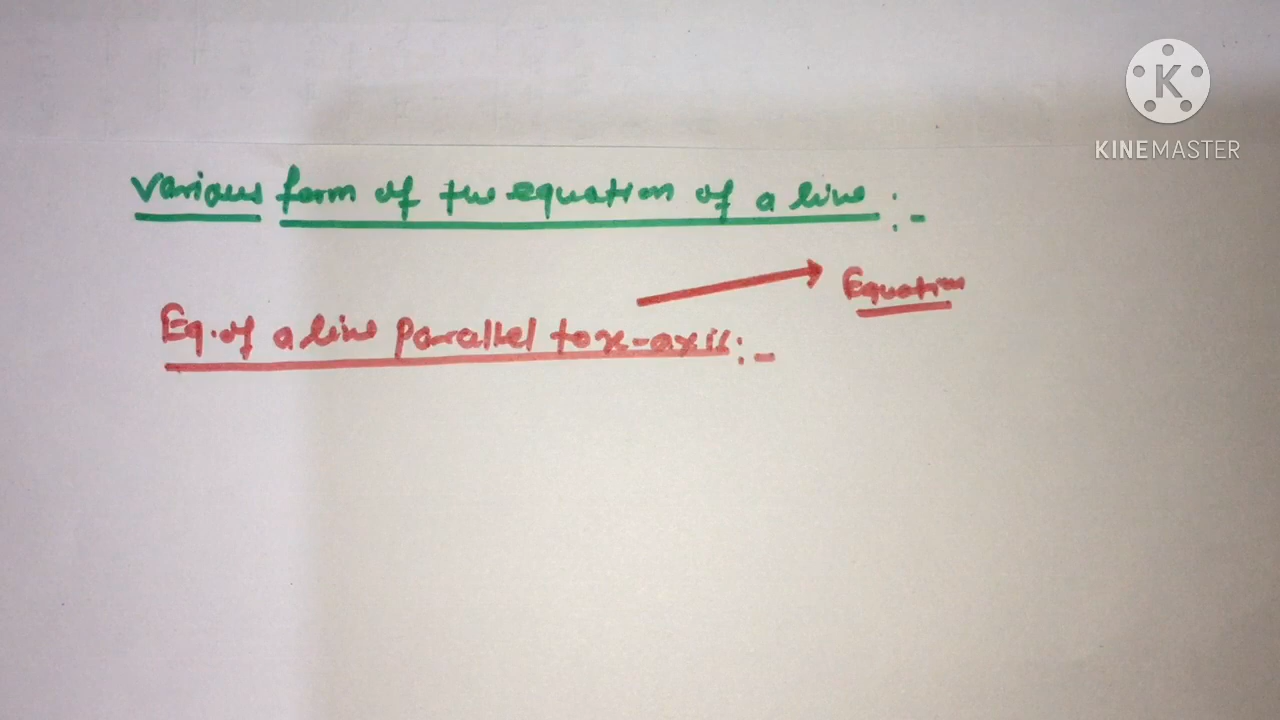 K
KINEMASTER
Various form of the equation of a line :-
Equation
Eq. of a line parallel to x-axis :-